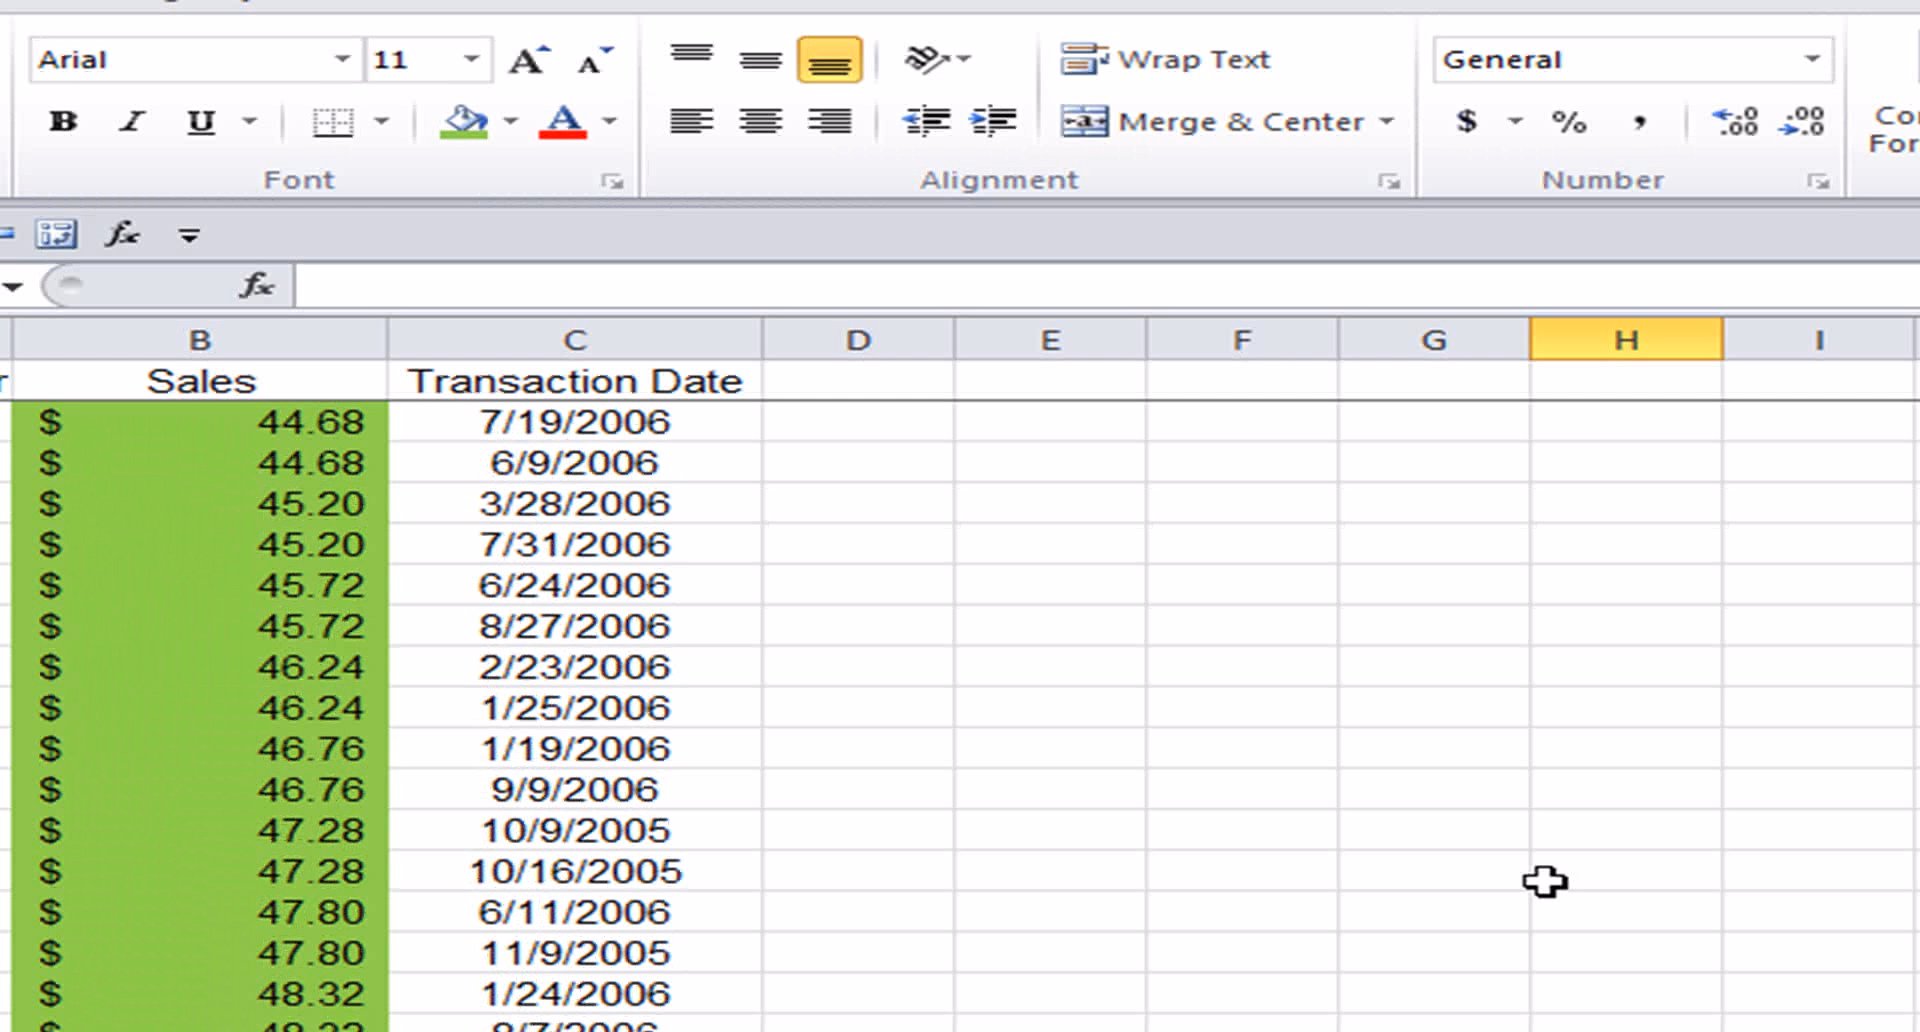 Arial 11 A A Wrap Text General
B I U A Merge & Center $ % , .00 .00
Font Alignment Number
fx
fx
B C D E F G H I
Sales Transaction Date
$ 44.68 7/19/2006
$ 44.68 6/9/2006
$ 45.20 3/28/2006
$ 45.20 7/31/2006
$ 45.72 6/24/2006
$ 45.72 8/27/2006
$ 46.24 2/23/2006
$ 46.24 1/25/2006
$ 46.76 1/19/2006
$ 46.76 9/9/2006
$ 47.28 10/9/2005
$ 47.28 10/16/2005
$ 47.80 6/11/2006
$ 47.80 11/9/2005
$ 48.32 1/24/2006